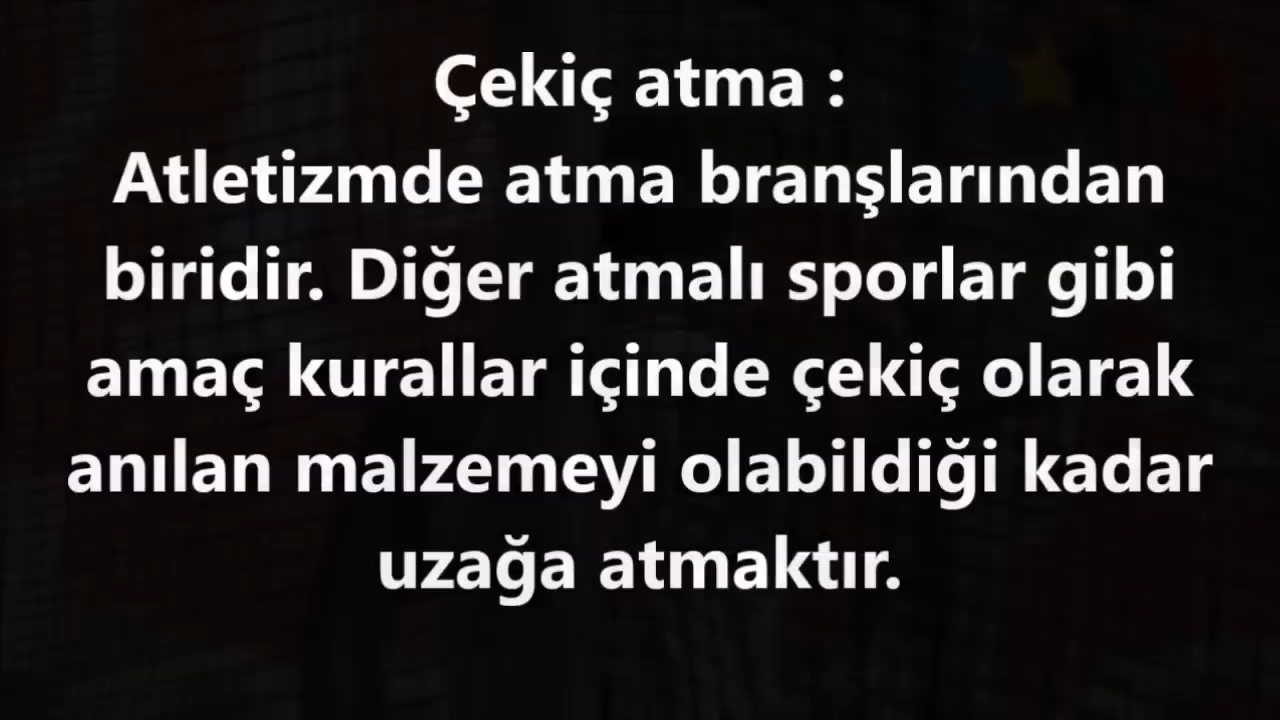 Çekiç atma :
Atletizmde atma branşlarından
biridir. Diğer atmalı sporlar gibi
amaç kurallar içinde çekiç olarak
anılan malzemeyi olabildiği kadar
uzağa atmaktır.